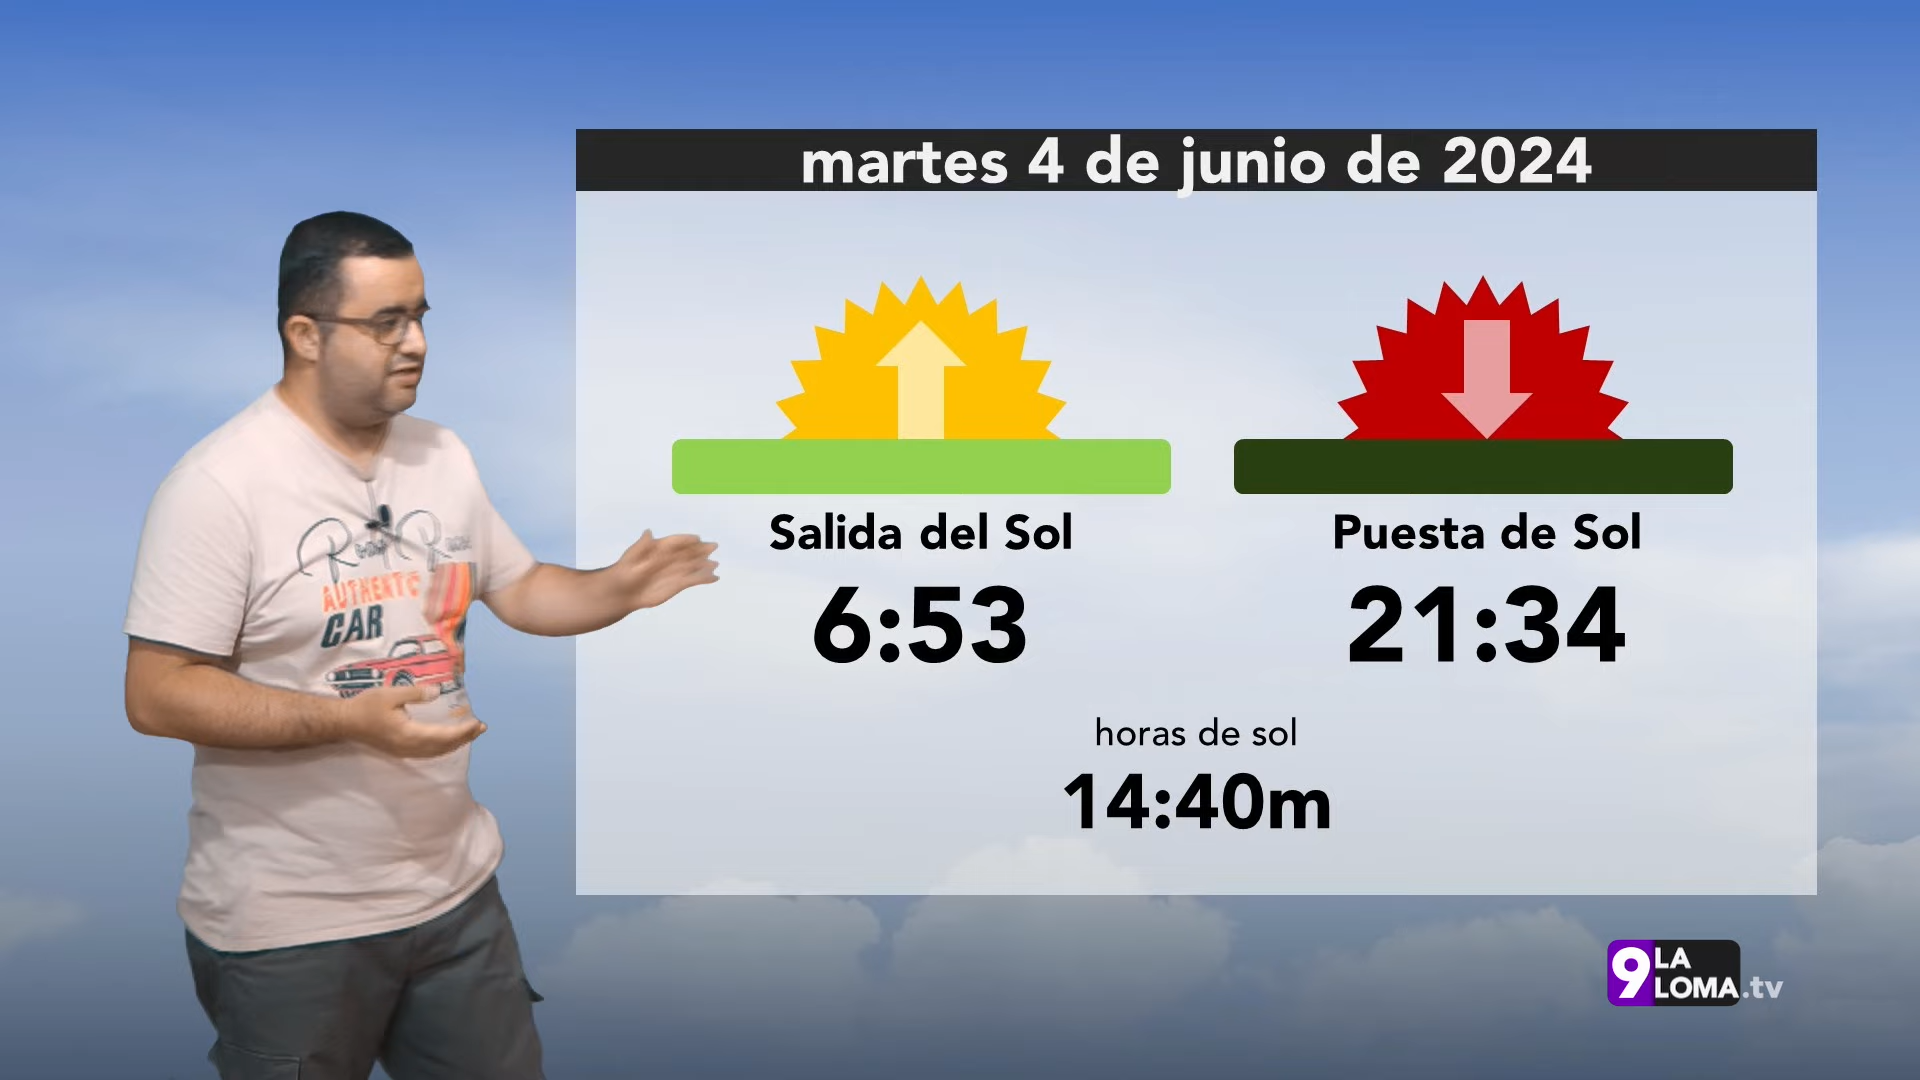 martes 4 de junio de 2024
Salida del Sol
6:53
Puesta de Sol
21:34
horas de sol
14:40m
AUTHENTC
CAR
9 LA
LOMA.tv